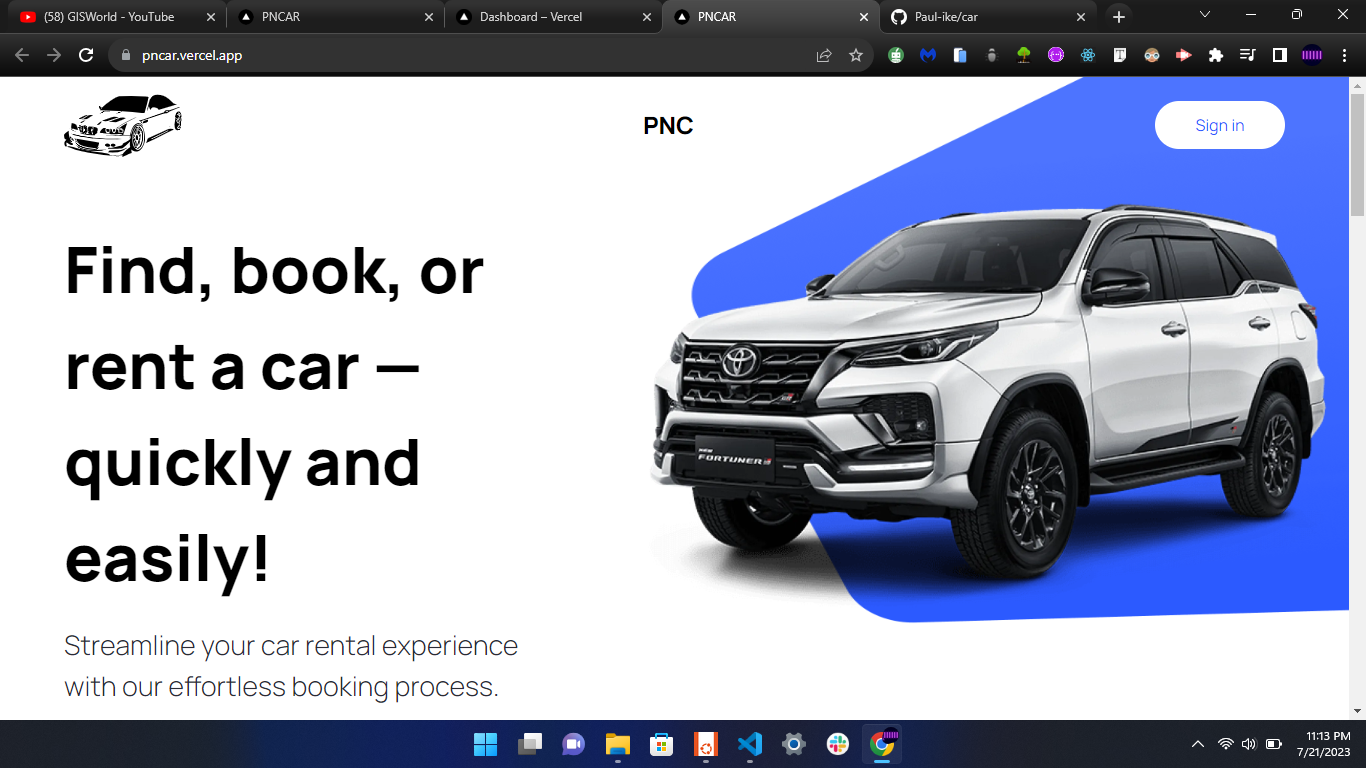 (58) GISWorld - YouTube
PNCAR
Dashboard – Vercel
PNCAR
Paul-ike/car
pncar.vercel.app
PNC
Sign in
Find, book, or
rent a car —
quickly and
easily!
FORTUNER
Streamline your car rental experience
with our effortless booking process.
11:13 PM
7/21/2023